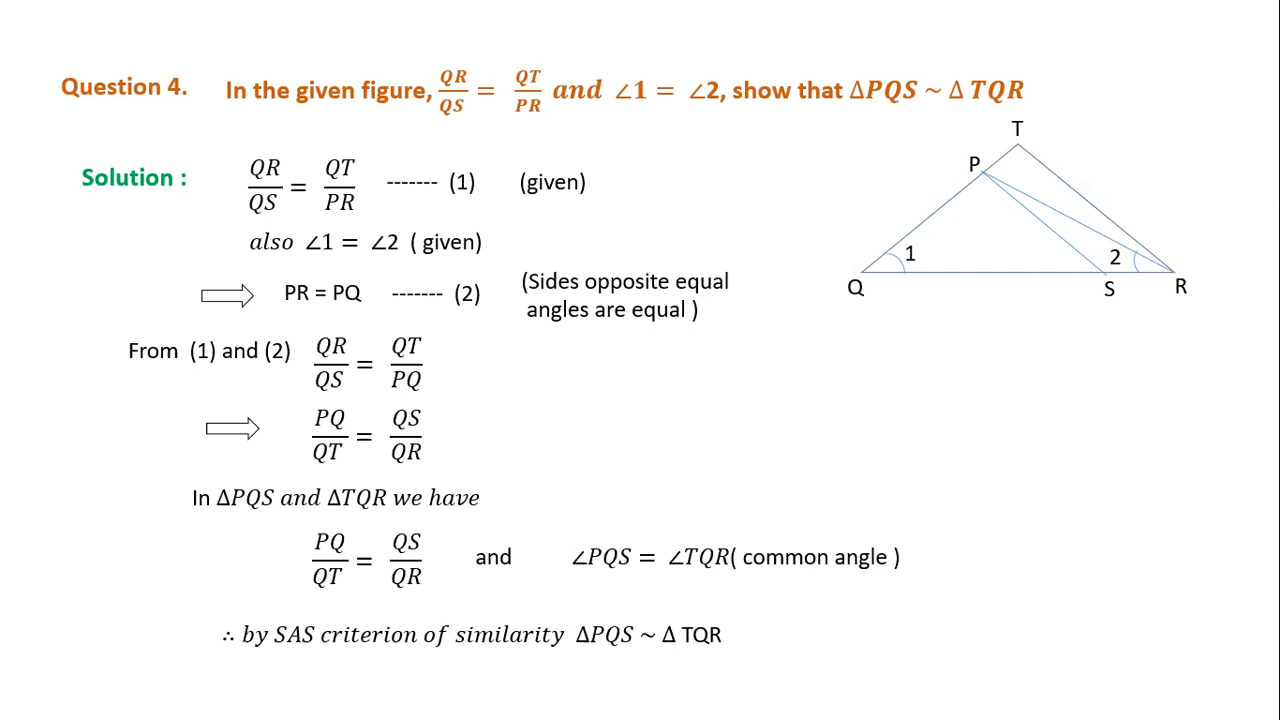 Question 4. In the given figure, QR/QS = QT/PR and ∠1 = ∠2, show that ΔPQS ~ Δ TQR
Solution : QR/QS = QT/PR ------- (1) (given)
also ∠1 = ∠2 ( given)
PR = PQ ------- (2) (Sides opposite equal
angles are equal )
From (1) and (2) QR/QS = QT/PQ
PQ/QT = QS/QR
In ΔPQS and ΔTQR we have
PQ/QT = QS/QR and ∠PQS = ∠TQR( common angle )
∴ by SAS criterion of similarity ΔPQS ~ Δ TQR
T
P
1
2
Q
S
R